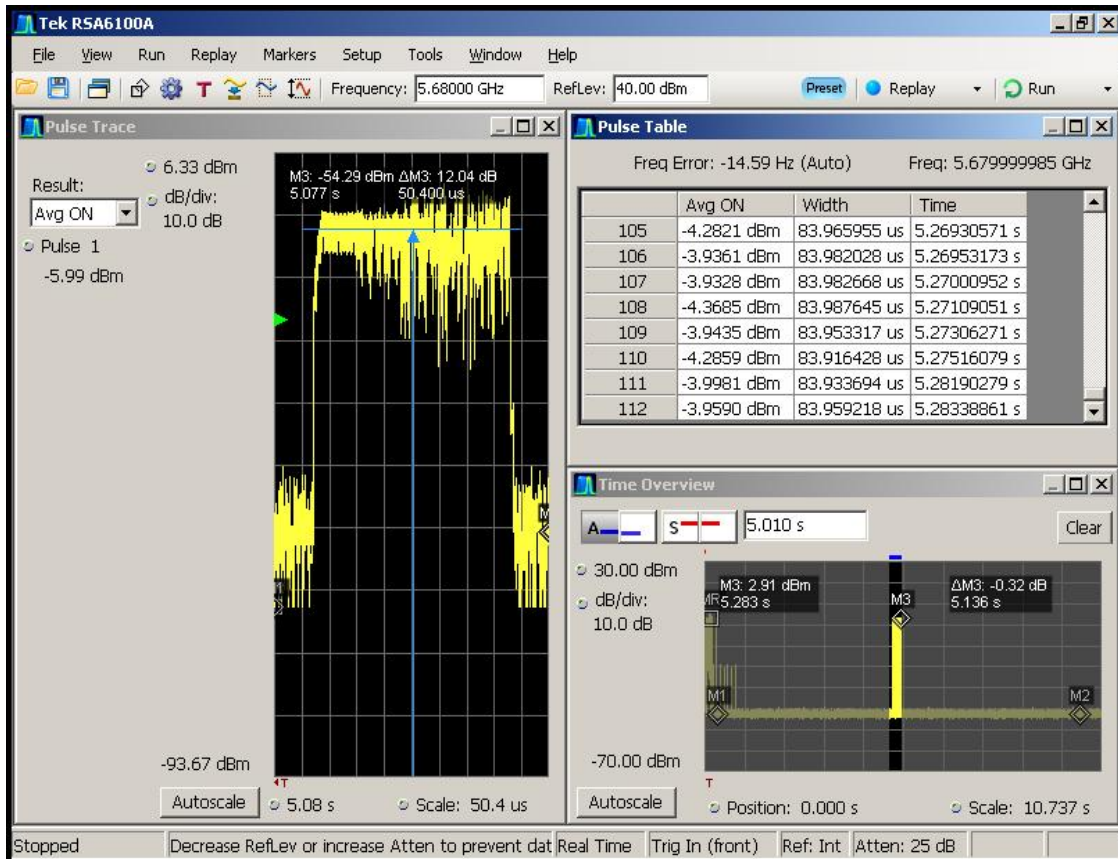 Tek RSA6100A
File View Run Replay Markers Setup Tools Window Help
T Frequency: 5.68000 GHz RefLev: 40.00 dBm Preset Replay Run
Pulse Trace
Result:
Avg ON
Pulse 1
-5.99 dBm
6.33 dBm
dB/div:
10.0 dB
M3: -54.29 dBm ΔM3: 12.04 dB
5.077 s 50.400 us
M1
-93.67 dBm
T
Autoscale 5.08 s Scale: 50.4 us
Pulse Table
Freq Error: -14.59 Hz (Auto) Freq: 5.679999985 GHz
Avg ON Width Time
105 -4.2821 dBm 83.965955 us 5.26930571 s
106 -3.9361 dBm 83.982028 us 5.26953173 s
107 -3.9328 dBm 83.982668 us 5.27000952 s
108 -4.3685 dBm 83.987645 us 5.27109051 s
109 -3.9435 dBm 83.953317 us 5.27306271 s
110 -4.2859 dBm 83.916428 us 5.27516079 s
111 -3.9981 dBm 83.933694 us 5.28190279 s
112 -3.9590 dBm 83.959218 us 5.28338861 s
Time Overview
A S 5.010 s Clear
30.00 dBm
dB/div:
10.0 dB
M3: 2.91 dBm ΔM3: -0.32 dB
MR 5.283 s M3 5.136 s
M1 M2
-70.00 dBm
T
Autoscale Position: 0.000 s Scale: 10.737 s
Stopped Decrease RefLev or increase Atten to prevent dat Real Time Trig In (front) Ref: Int Atten: 25 dB